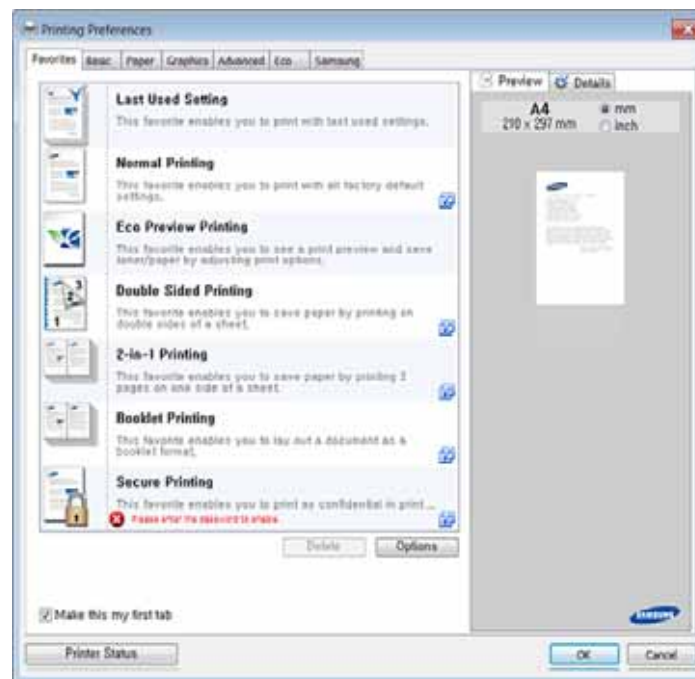 Printing Preferences
Favorites Basic Paper Graphics Advanced Eco Samsung
Last Used Setting
This favorite enables you to print with last used settings.
Normal Printing
This favorite enables you to print with all factory default
settings.
Eco Preview Printing
This favorite enables you to see a print preview and save
toner/paper by adjusting print options.
Double Sided Printing
This favorite enables you to save paper by printing on
double sides of a sheet.
2-in-1 Printing
This favorite enables you to save paper by printing 2
pages on one side of a sheet.
Booklet Printing
This favorite enables you to lay out a document as a
booklet format.
Secure Printing
This favorite enables you to print as confidential in print ...
Please enter the password to enable.
Delete Options
Make this my first tab
Printer Status
Preview Details
A4 mm
210 x 297 mm inch
SAMSUNG
OK Cancel